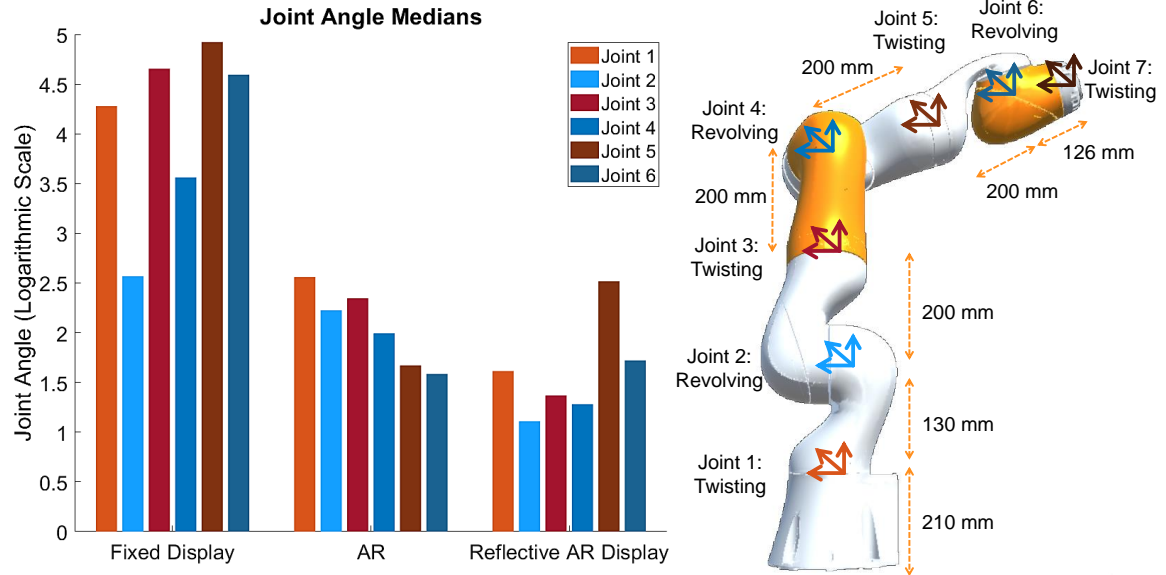 Joint Angle Medians
Joint Angle (Logarithmic Scale)
5
4.5
4
3.5
3
2.5
2
1.5
1
0.5
0
Fixed Display
AR
Reflective AR Display
Joint 1
Joint 2
Joint 3
Joint 4
Joint 5
Joint 6
Joint 6:
Revolving
Joint 5:
Twisting
200 mm
Joint 7:
Twisting
Joint 4:
Revolving
126 mm
200 mm
200 mm
Joint 3:
Twisting
200 mm
Joint 2:
Revolving
130 mm
Joint 1:
Twisting
210 mm